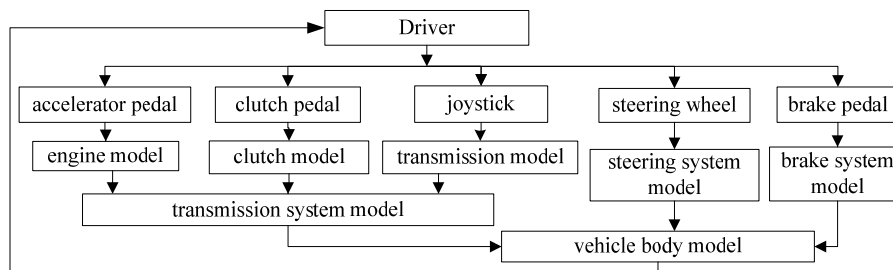 Driver
accelerator pedal
clutch pedal
joystick
steering wheel
brake pedal
engine model
clutch model
transmission model
steering system
model
brake system
model
transmission system model
vehicle body model